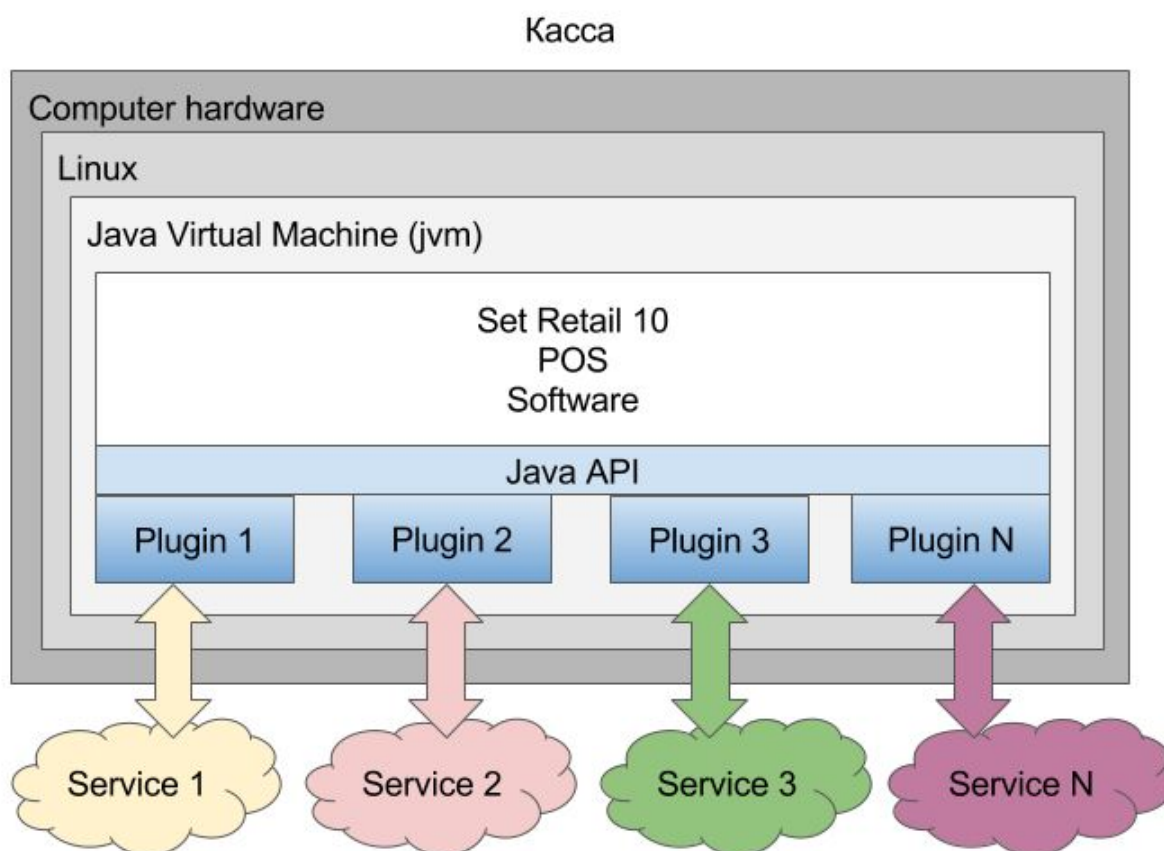 Касса
Computer hardware
Linux
Java Virtual Machine (jvm)
Set Retail 10
POS
Software
Java API
Plugin 1
Plugin 2
Plugin 3
Plugin N
Service 1
Service 2
Service 3
Service N